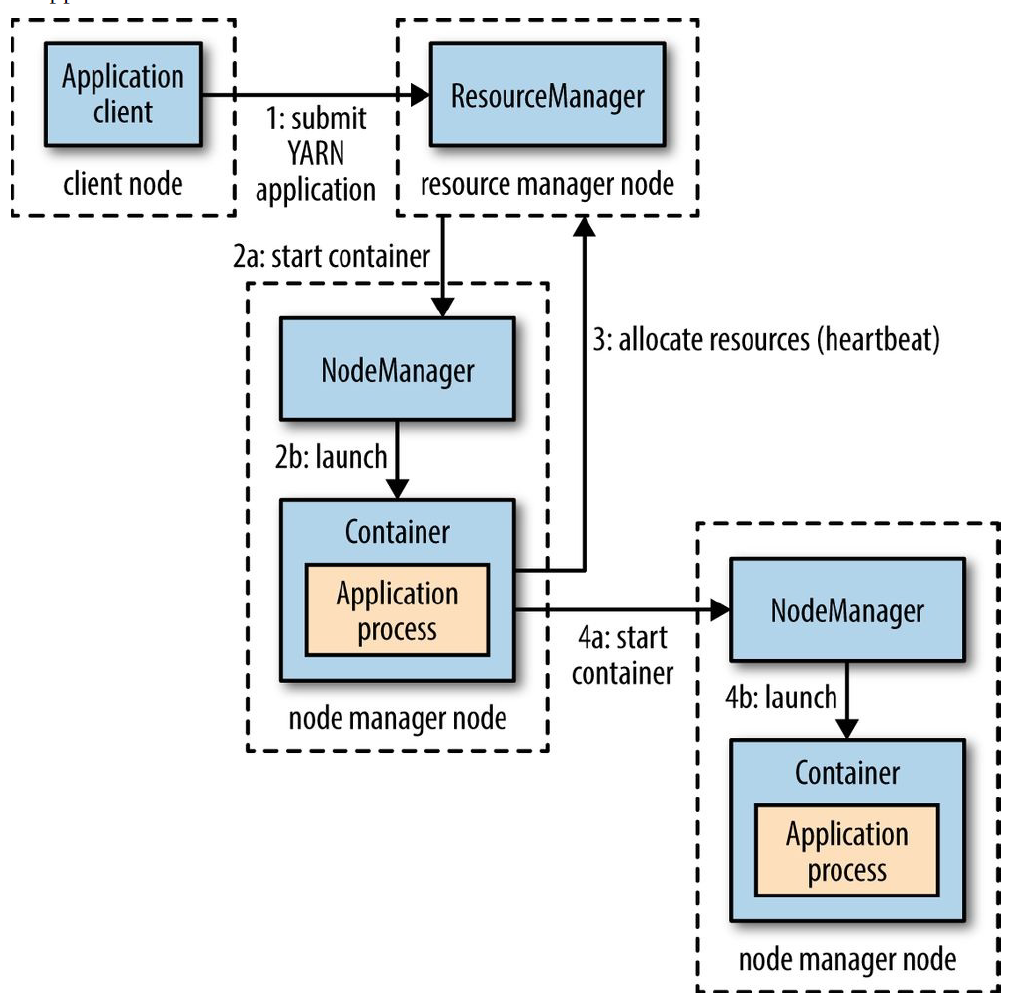 Application
client
client node
1: submit
YARN
application
ResourceManager
resource manager node
2a: start container
NodeManager
2b: launch
Container
Application
process
node manager node
3: allocate resources (heartbeat)
4a: start
container
NodeManager
4b: launch
Container
Application
process
node manager node